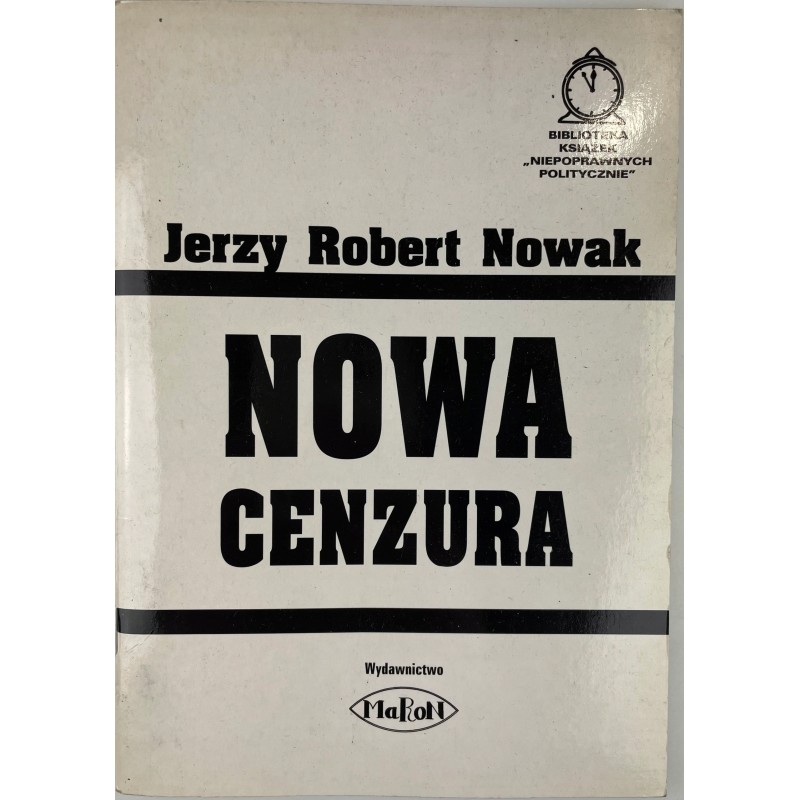 BIBLIOTEKA
KSIĄŻEK
„NIEPOPRAWNYCH
POLITYCZNIE”
Jerzy Robert Nowak
NOWA
CENZURA
Wydawnictwo
MaRoN